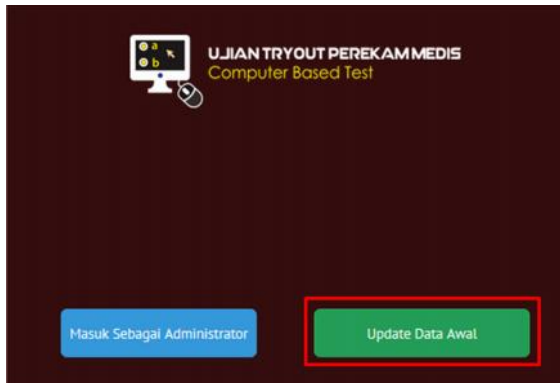 a
b
UJIAN TRYOUT PEREKAM MEDIS
Computer Based Test
Masuk Sebagai Administrator
Update Data Awal